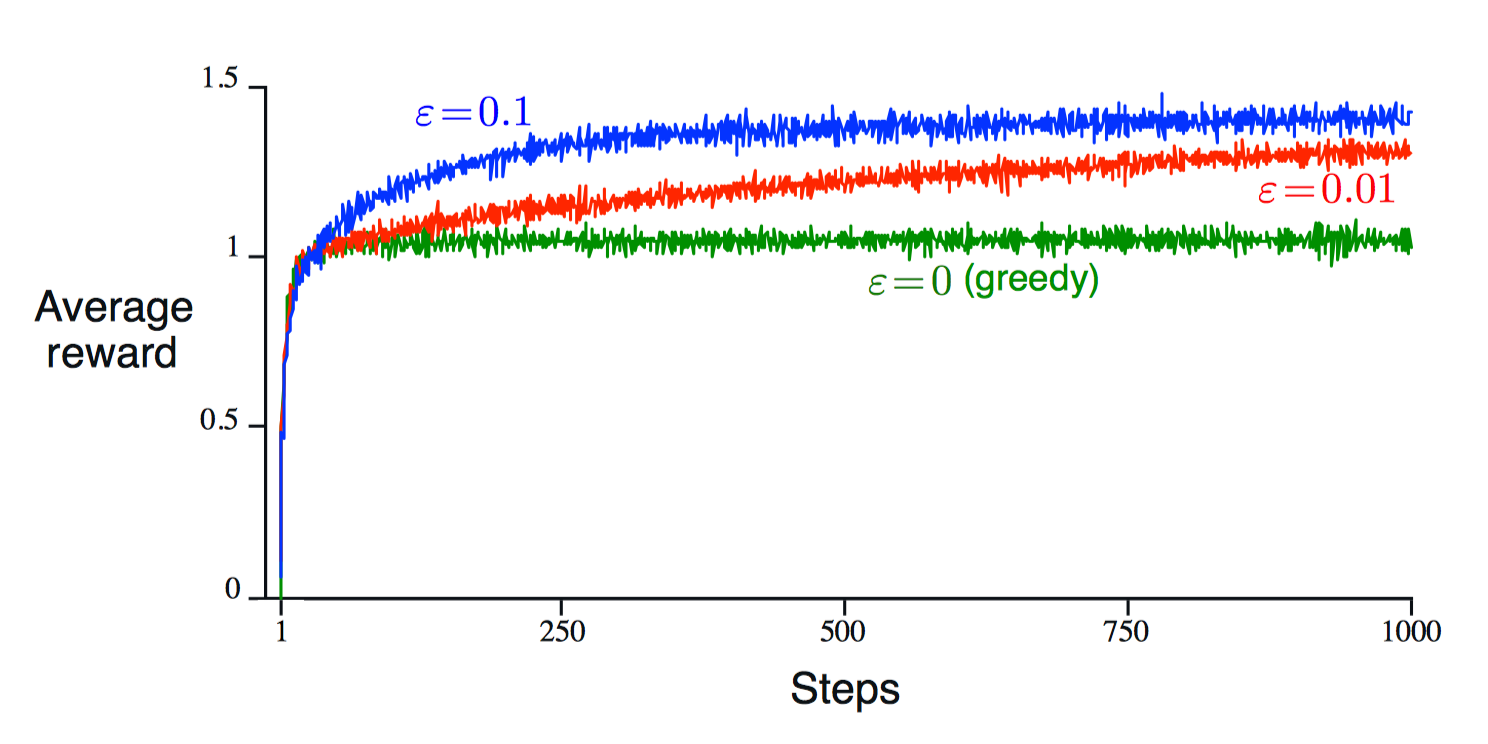 1.5
ε=0.1
ε=0.01
1
ε=0 (greedy)
Average
reward
0.5
0
1 250 500 750 1000
Steps